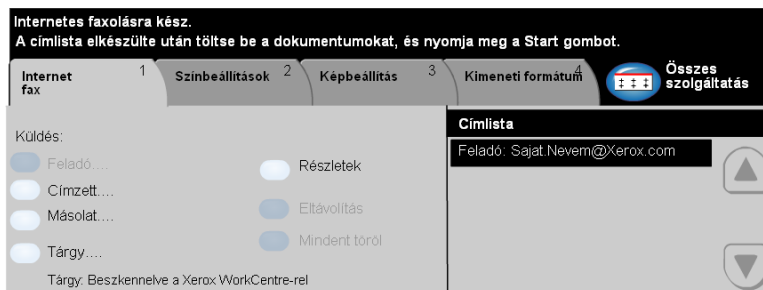 Internetes faxolásra kész.
A címlista elkészülte után töltse be a dokumentumokat, és nyomja meg a Start gombot.
Internet fax
1
Színbeállítások
2
Képbeállítás
3
Kimeneti formátum
4
Összes szolgáltatás
Küldés:
Feladó....
Címzett....
Másolat....
Tárgy....
Tárgy: Beszkennelve a Xerox WorkCentre-rel
Részletek
Eltávolítás
Mindent töröl
Címlista
Feladó: Sajat.Nevem@Xerox.com